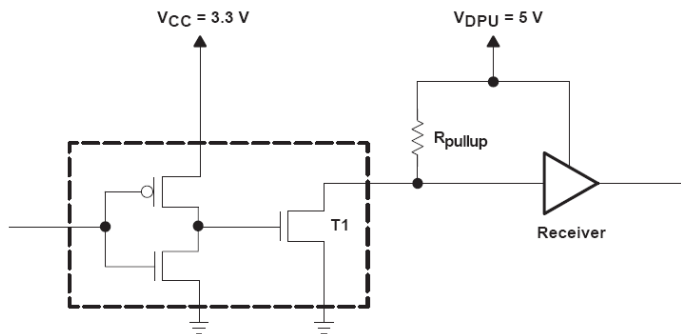 VCC = 3.3 V
VDPU = 5 V
Rpullup
T1
Receiver